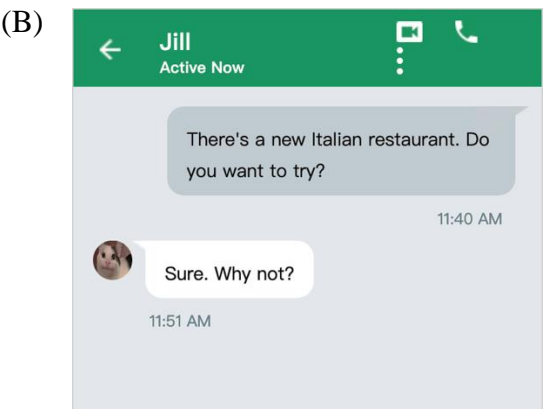 (B)
Jill
Active Now
There's a new Italian restaurant. Do
you want to try?
11:40 AM
Sure. Why not?
11:51 AM